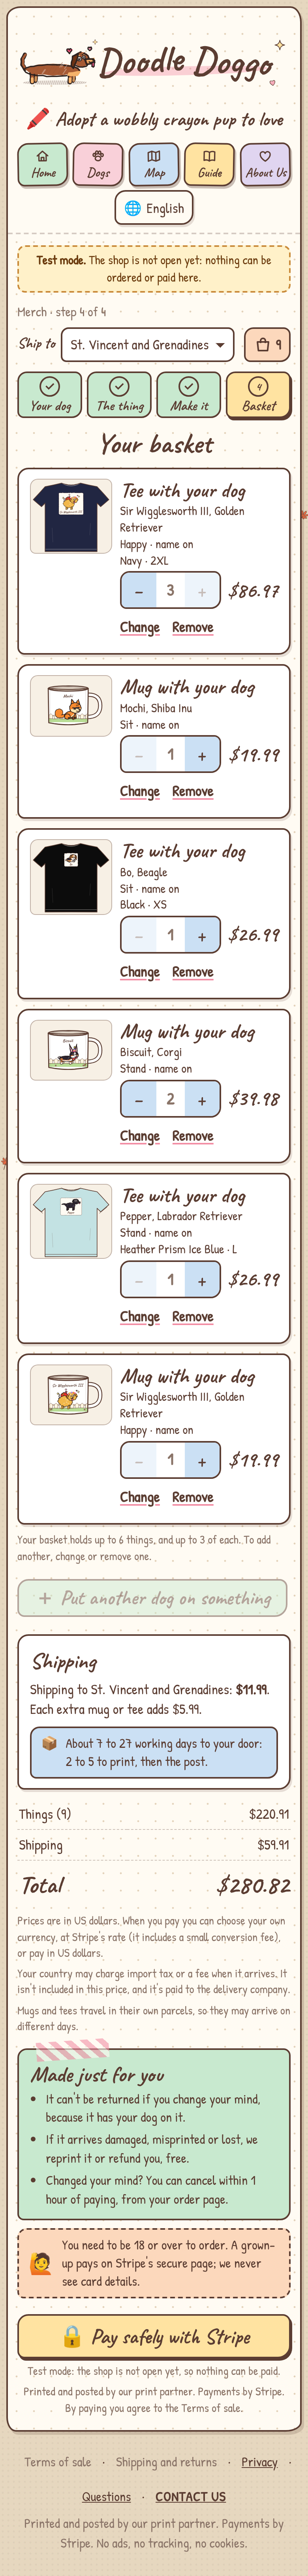 Doodle Doggo
Adopt a wobbly crayon pup to love
Home
Dogs
Map
Guide
About Us
English
Test mode. The shop is not open yet: nothing can be
ordered or paid here.
Merch · step 4 of 4
Ship to
St. Vincent and Grenadines
9
Your dog
The thing
Make it
4
Basket
Your basket
Tee with your dog
Sir Wigglesworth III, Golden
Retriever
Happy · name on
Navy · 2XL
− 3 + $86.97
Change Remove
Mochi
Mug with your dog
Mochi, Shiba Inu
Sit · name on
− 1 + $19.99
Change Remove
Tee with your dog
Bo, Beagle
Sit · name on
Black · XS
− 1 + $26.99
Change Remove
Biscuit
Mug with your dog
Biscuit, Corgi
Stand · name on
− 2 + $39.98
Change Remove
Tee with your dog
Pepper, Labrador Retriever
Stand · name on
Heather Prism Ice Blue · L
− 1 + $26.99
Change Remove
Sir Wigglesworth III
Mug with your dog
Sir Wigglesworth III, Golden
Retriever
Happy · name on
− 1 + $19.99
Change Remove
Your basket holds up to 6 things, and up to 3 of each. To add
another, change or remove one.
+ Put another dog on something
Shipping
Shipping to St. Vincent and Grenadines: $11.99.
Each extra mug or tee adds $5.99.
About 7 to 27 working days to your door:
2 to 5 to print, then the post.
Things (9) $220.91
Shipping $59.91
Total $280.82
Prices are in US dollars. When you pay you can choose your own
currency, at Stripe's rate (it includes a small conversion fee),
or pay in US dollars.
Your country may charge import tax or a fee when it arrives. It
isn't included in this price, and it's paid to the delivery company.
Mugs and tees travel in their own parcels, so they may arrive on
different days.
Made just for you
• It can't be returned if you change your mind,
because it has your dog on it.
• If it arrives damaged, misprinted or lost, we
reprint it or refund you, free.
• Changed your mind? You can cancel within 1
hour of paying, from your order page.
You need to be 18 or over to order. A grown-
up pays on Stripe's secure page; we never
see card details.
Pay safely with Stripe
Test mode: the shop is not open yet, so nothing can be paid.
Printed and posted by our print partner. Payments by Stripe.
By paying you agree to the Terms of sale.
Terms of sale · Shipping and returns · Privacy ·
Questions · CONTACT US
Printed and posted by our print partner. Payments by
Stripe. No ads, no tracking, no cookies.